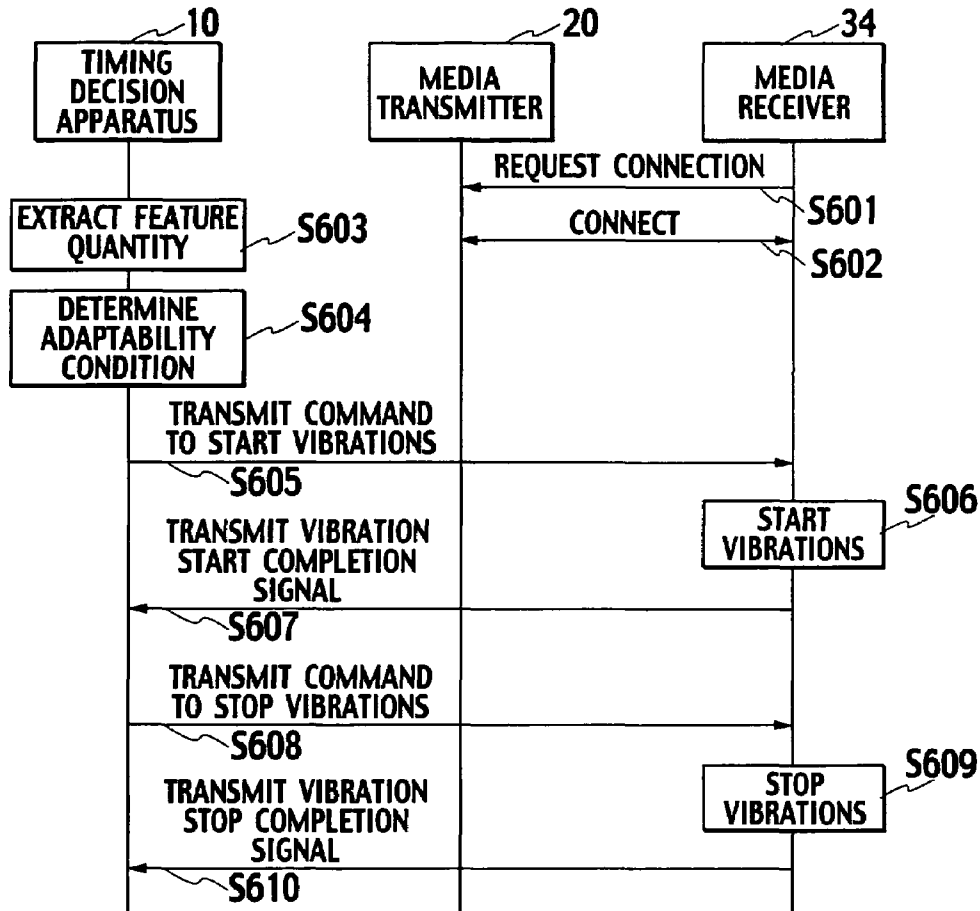 10
20
34
TIMING
DECISION
APPARATUS
MEDIA
TRANSMITTER
MEDIA
RECEIVER
REQUEST CONNECTION
S601
CONNECT
S602
EXTRACT FEATURE
QUANTITY
S603
DETERMINE
ADAPTABILITY
CONDITION
S604
TRANSMIT COMMAND
TO START VIBRATIONS
S605
START
VIBRATIONS
S606
TRANSMIT VIBRATION
START COMPLETION
SIGNAL
S607
TRANSMIT COMMAND
TO STOP VIBRATIONS
S608
STOP
VIBRATIONS
S609
TRANSMIT VIBRATION
STOP COMPLETION
SIGNAL
S610